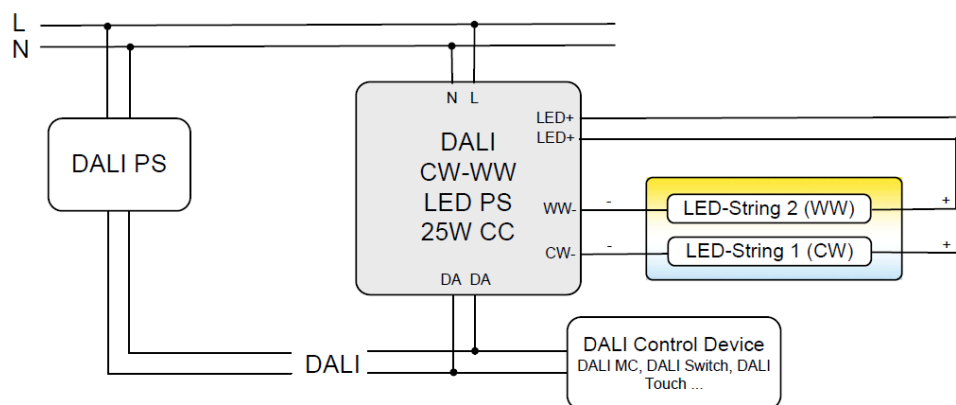 L
N
N L
LED+
LED+
DALI
CW-WW
LED PS
25W CC
DALI PS
WW-
-
LED-String 2 (WW)
+
CW-
-
LED-String 1 (CW)
+
DA DA
DALI
DALI Control Device
DALI MC, DALI Switch, DALI
Touch ...